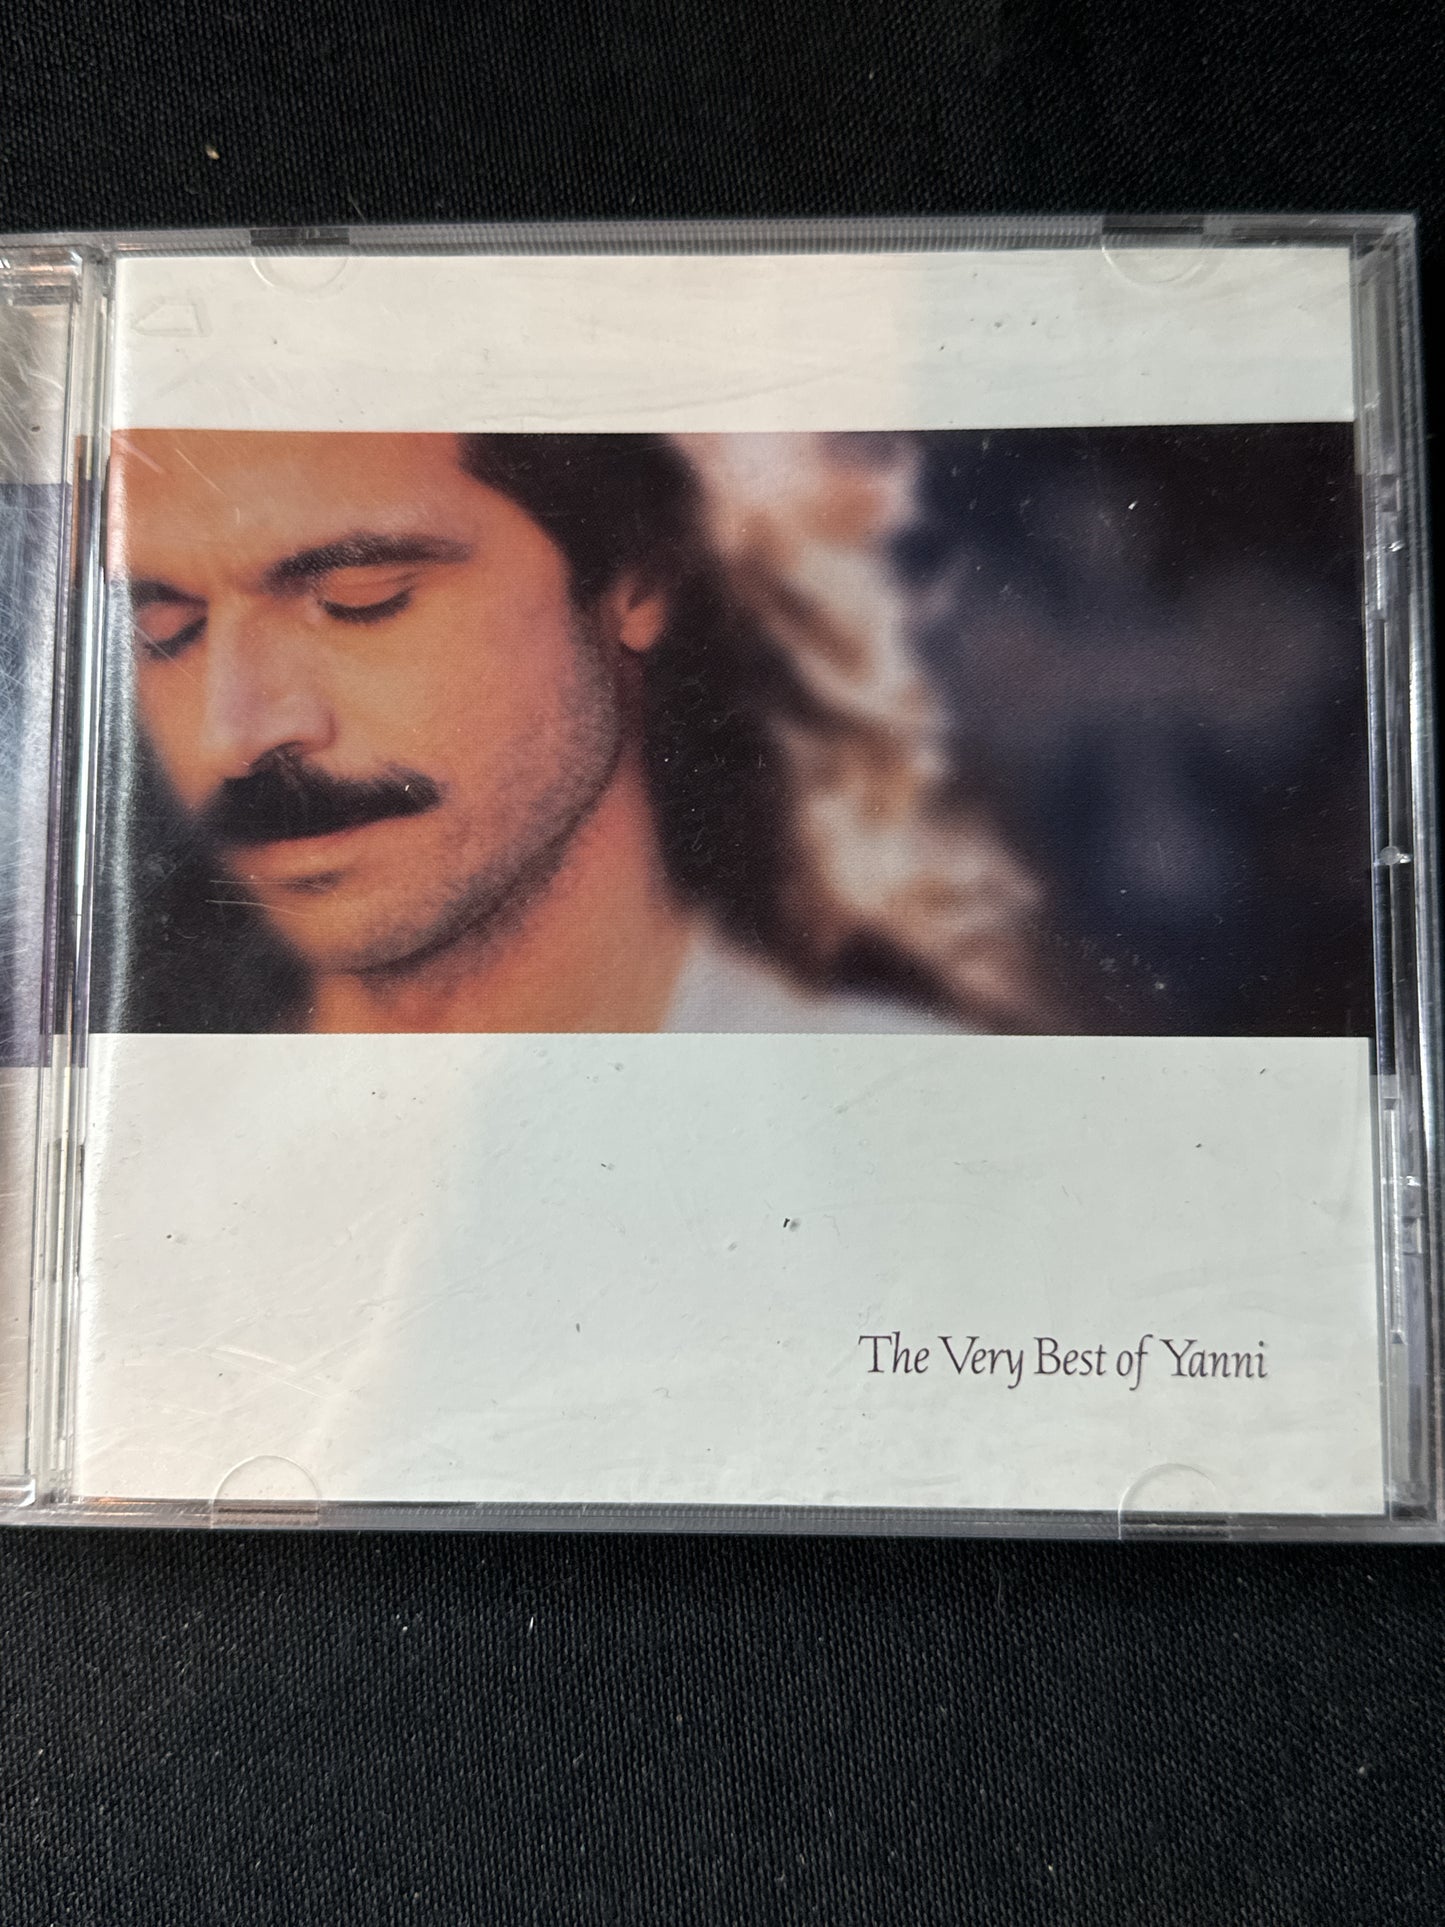 The Very Best of Yanni